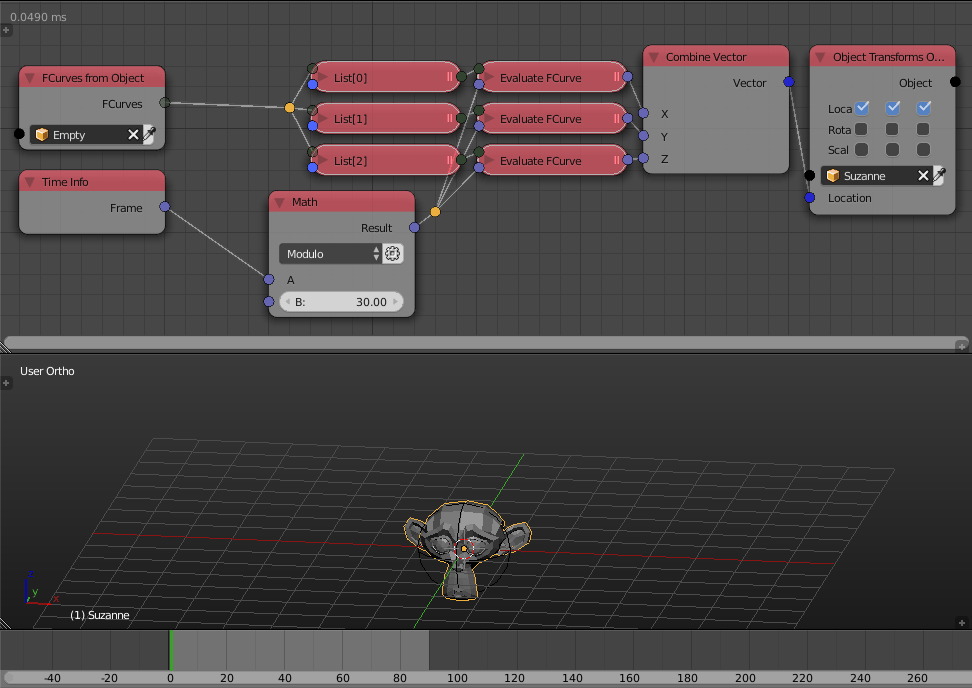 0.0490 ms
FCurves from Object
FCurves
Empty
Time Info
Frame
List[0]
List[1]
List[2]
Evaluate FCurve
Evaluate FCurve
Evaluate FCurve
Math
Result
Modulo
A
B: 30.00
Combine Vector
Vector
X
Y
Z
Object Transforms O...
Object
Loca
Rota
Scal
Suzanne
Location
User Ortho
z
y
x
(1) Suzanne
-40 -20 0 20 40 60 80 100 120 140 160 180 200 220 240 260